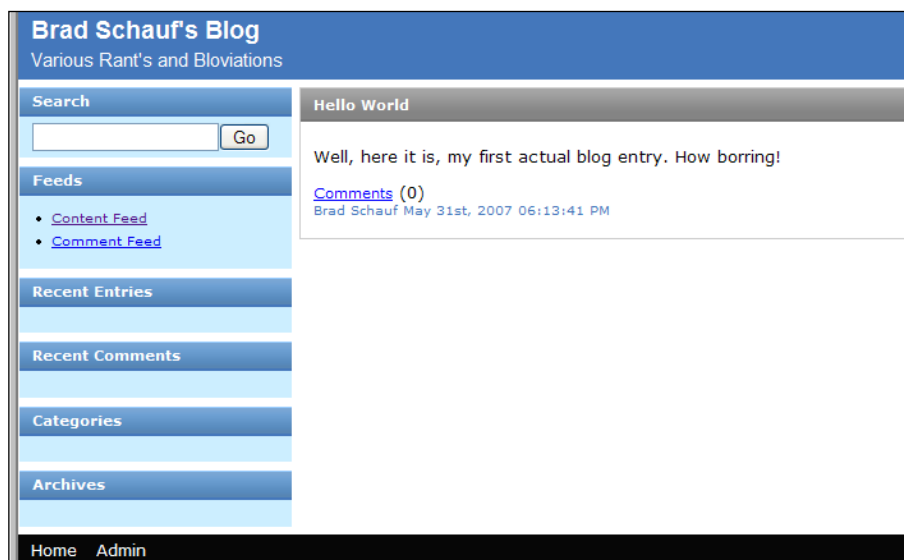 Brad Schauf's Blog
Various Rant's and Bloviations
Search
Go
Feeds
Content Feed
Comment Feed
Recent Entries
Recent Comments
Categories
Archives
Hello World
Well, here it is, my first actual blog entry. How borring!
Comments (0)
Brad Schauf May 31st, 2007 06:13:41 PM
Home Admin